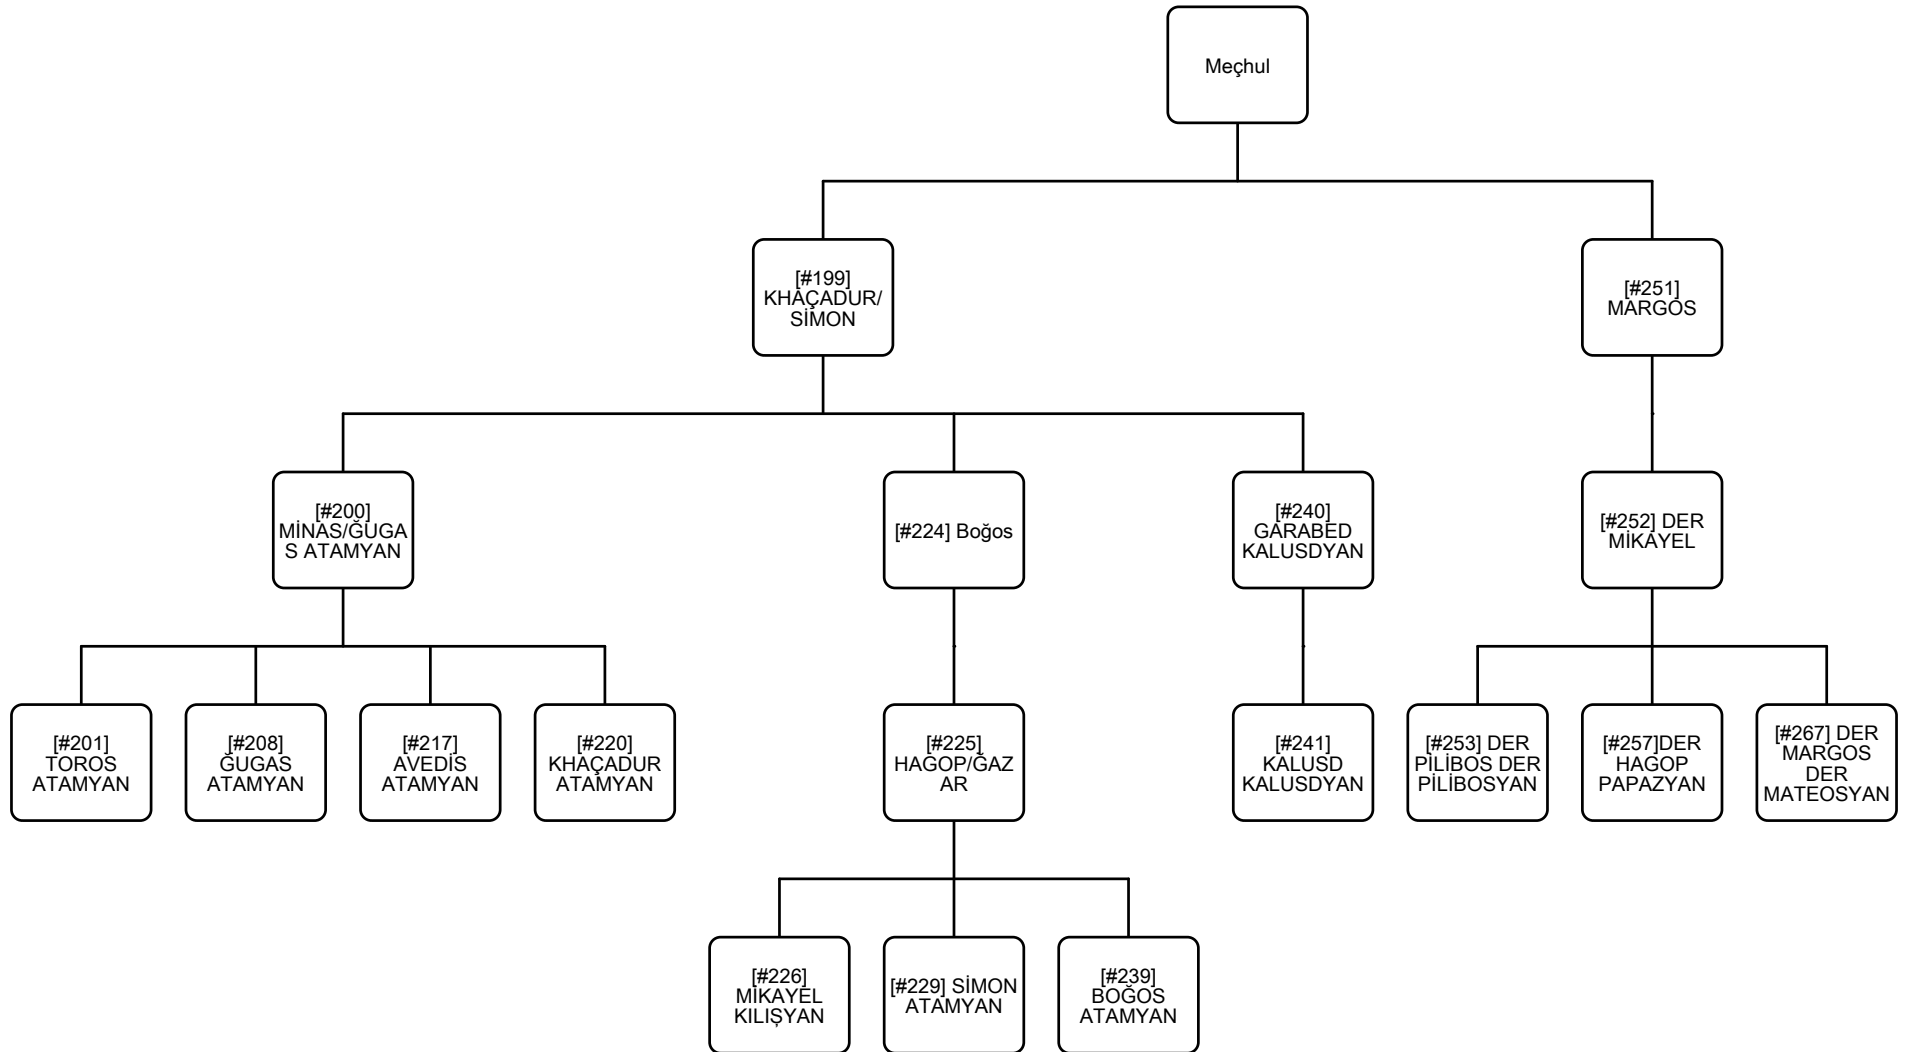 Meçhul
[#199]
KHAÇADUR/
SİMON
[#251]
MARGOS
[#200]
MİNAS/ĞUGA
S ATAMYAN
[#224] Boğos
[#240]
GARABED
KALUSDYAN
[#252] DER
MİKAYEL
[#201]
TOROS
ATAMYAN
[#208]
ĞUGAS
ATAMYAN
[#217]
AVEDİS
ATAMYAN
[#220]
KHAÇADUR
ATAMYAN
[#225]
HAGOP/ĞAZ
AR
[#241]
KALUSD
KALUSDYAN
[#253] DER
PİLİBOS DER
PİLİBOSYAN
[#257]DER
HAGOP
PAPAZYAN
[#267] DER
MARGOS
DER
MATEOSYAN
[#226]
MİKAYEL
KILIŞYAN
[#229] SİMON
ATAMYAN
[#239]
BOĞOS
ATAMYAN